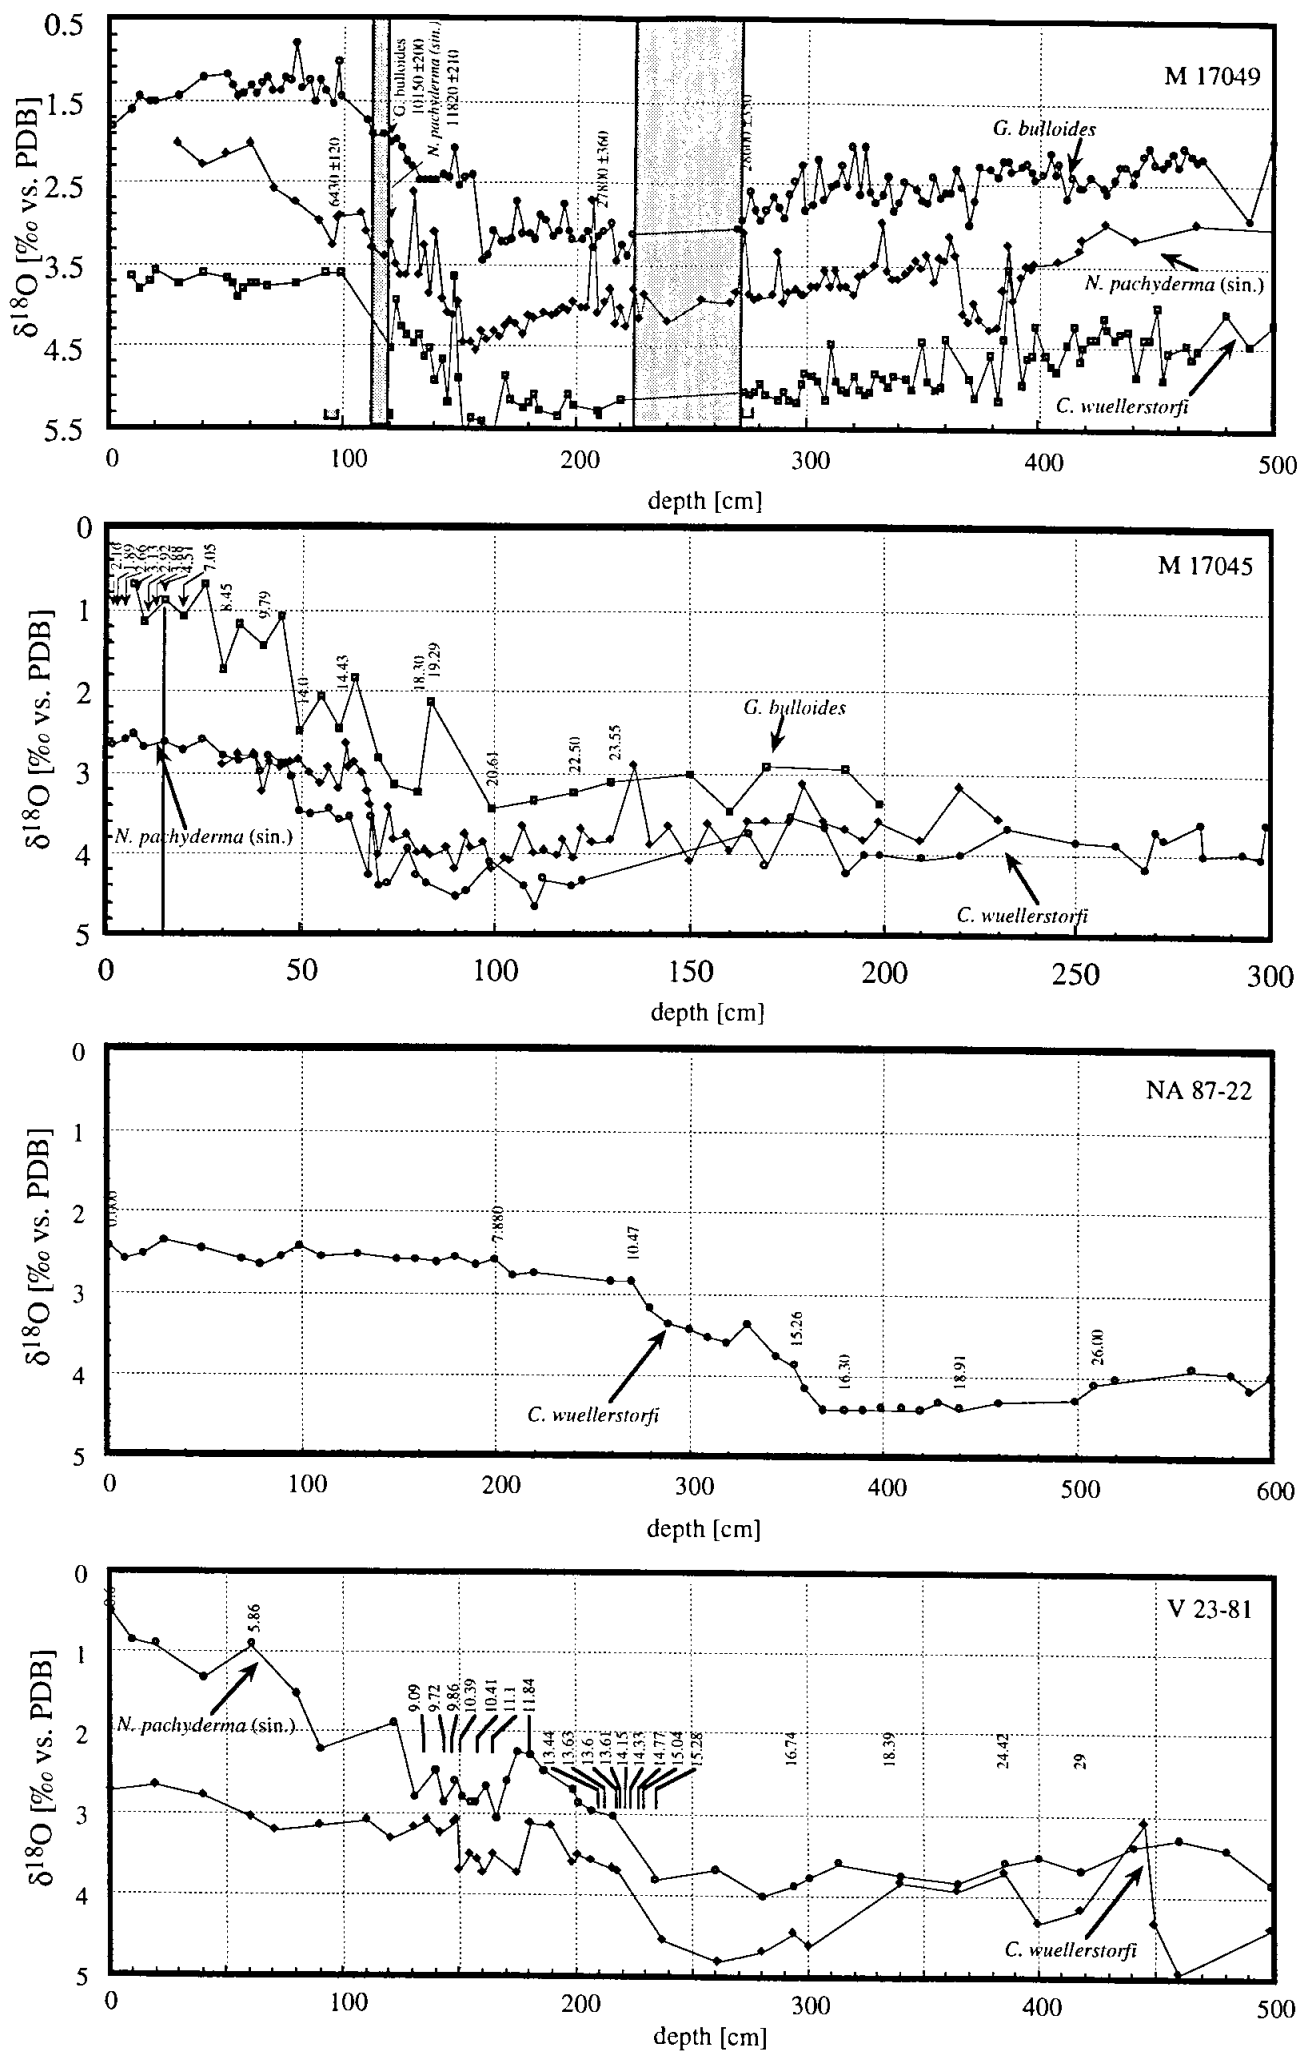 M 17049
δ18O [‰ vs. PDB]
0.5
1.5
2.5
3.5
4.5
5.5
6430 ±120
G. bulloides
10150 ±200
N. pachyderma (sin.)
11820 ±210
27800 ±360
G. bulloides
N. pachyderma (sin.)
C. wuellerstorfi
0 100 200 300 400 500
depth [cm]
M 17045
δ18O [‰ vs. PDB]
0
1
2
3
4
5
2.16
1.89
2.66
3.13
2.92
4.51
7.05
8.45
9.79
14.43
18.30
19.29
20.61
22.50
23.55
G. bulloides
N. pachyderma (sin.)
C. wuellerstorfi
0 50 100 150 200 250 300
depth [cm]
NA 87-22
δ18O [‰ vs. PDB]
0
1
2
3
4
5
7.880
10.47
15.26
16.30
18.91
26.00
C. wuellerstorfi
0 100 200 300 400 500 600
depth [cm]
V 23-81
δ18O [‰ vs. PDB]
0
1
2
3
4
5
5.86
9.09
9.72
9.86
10.39
10.41
11.1
11.84
13.44
13.63
13.6
13.61
14.15
14.33
14.77
15.04
15.28
16.74
18.39
24.42
29
N. pachyderma (sin.)
C. wuellerstorfi
0 100 200 300 400 500
depth [cm]